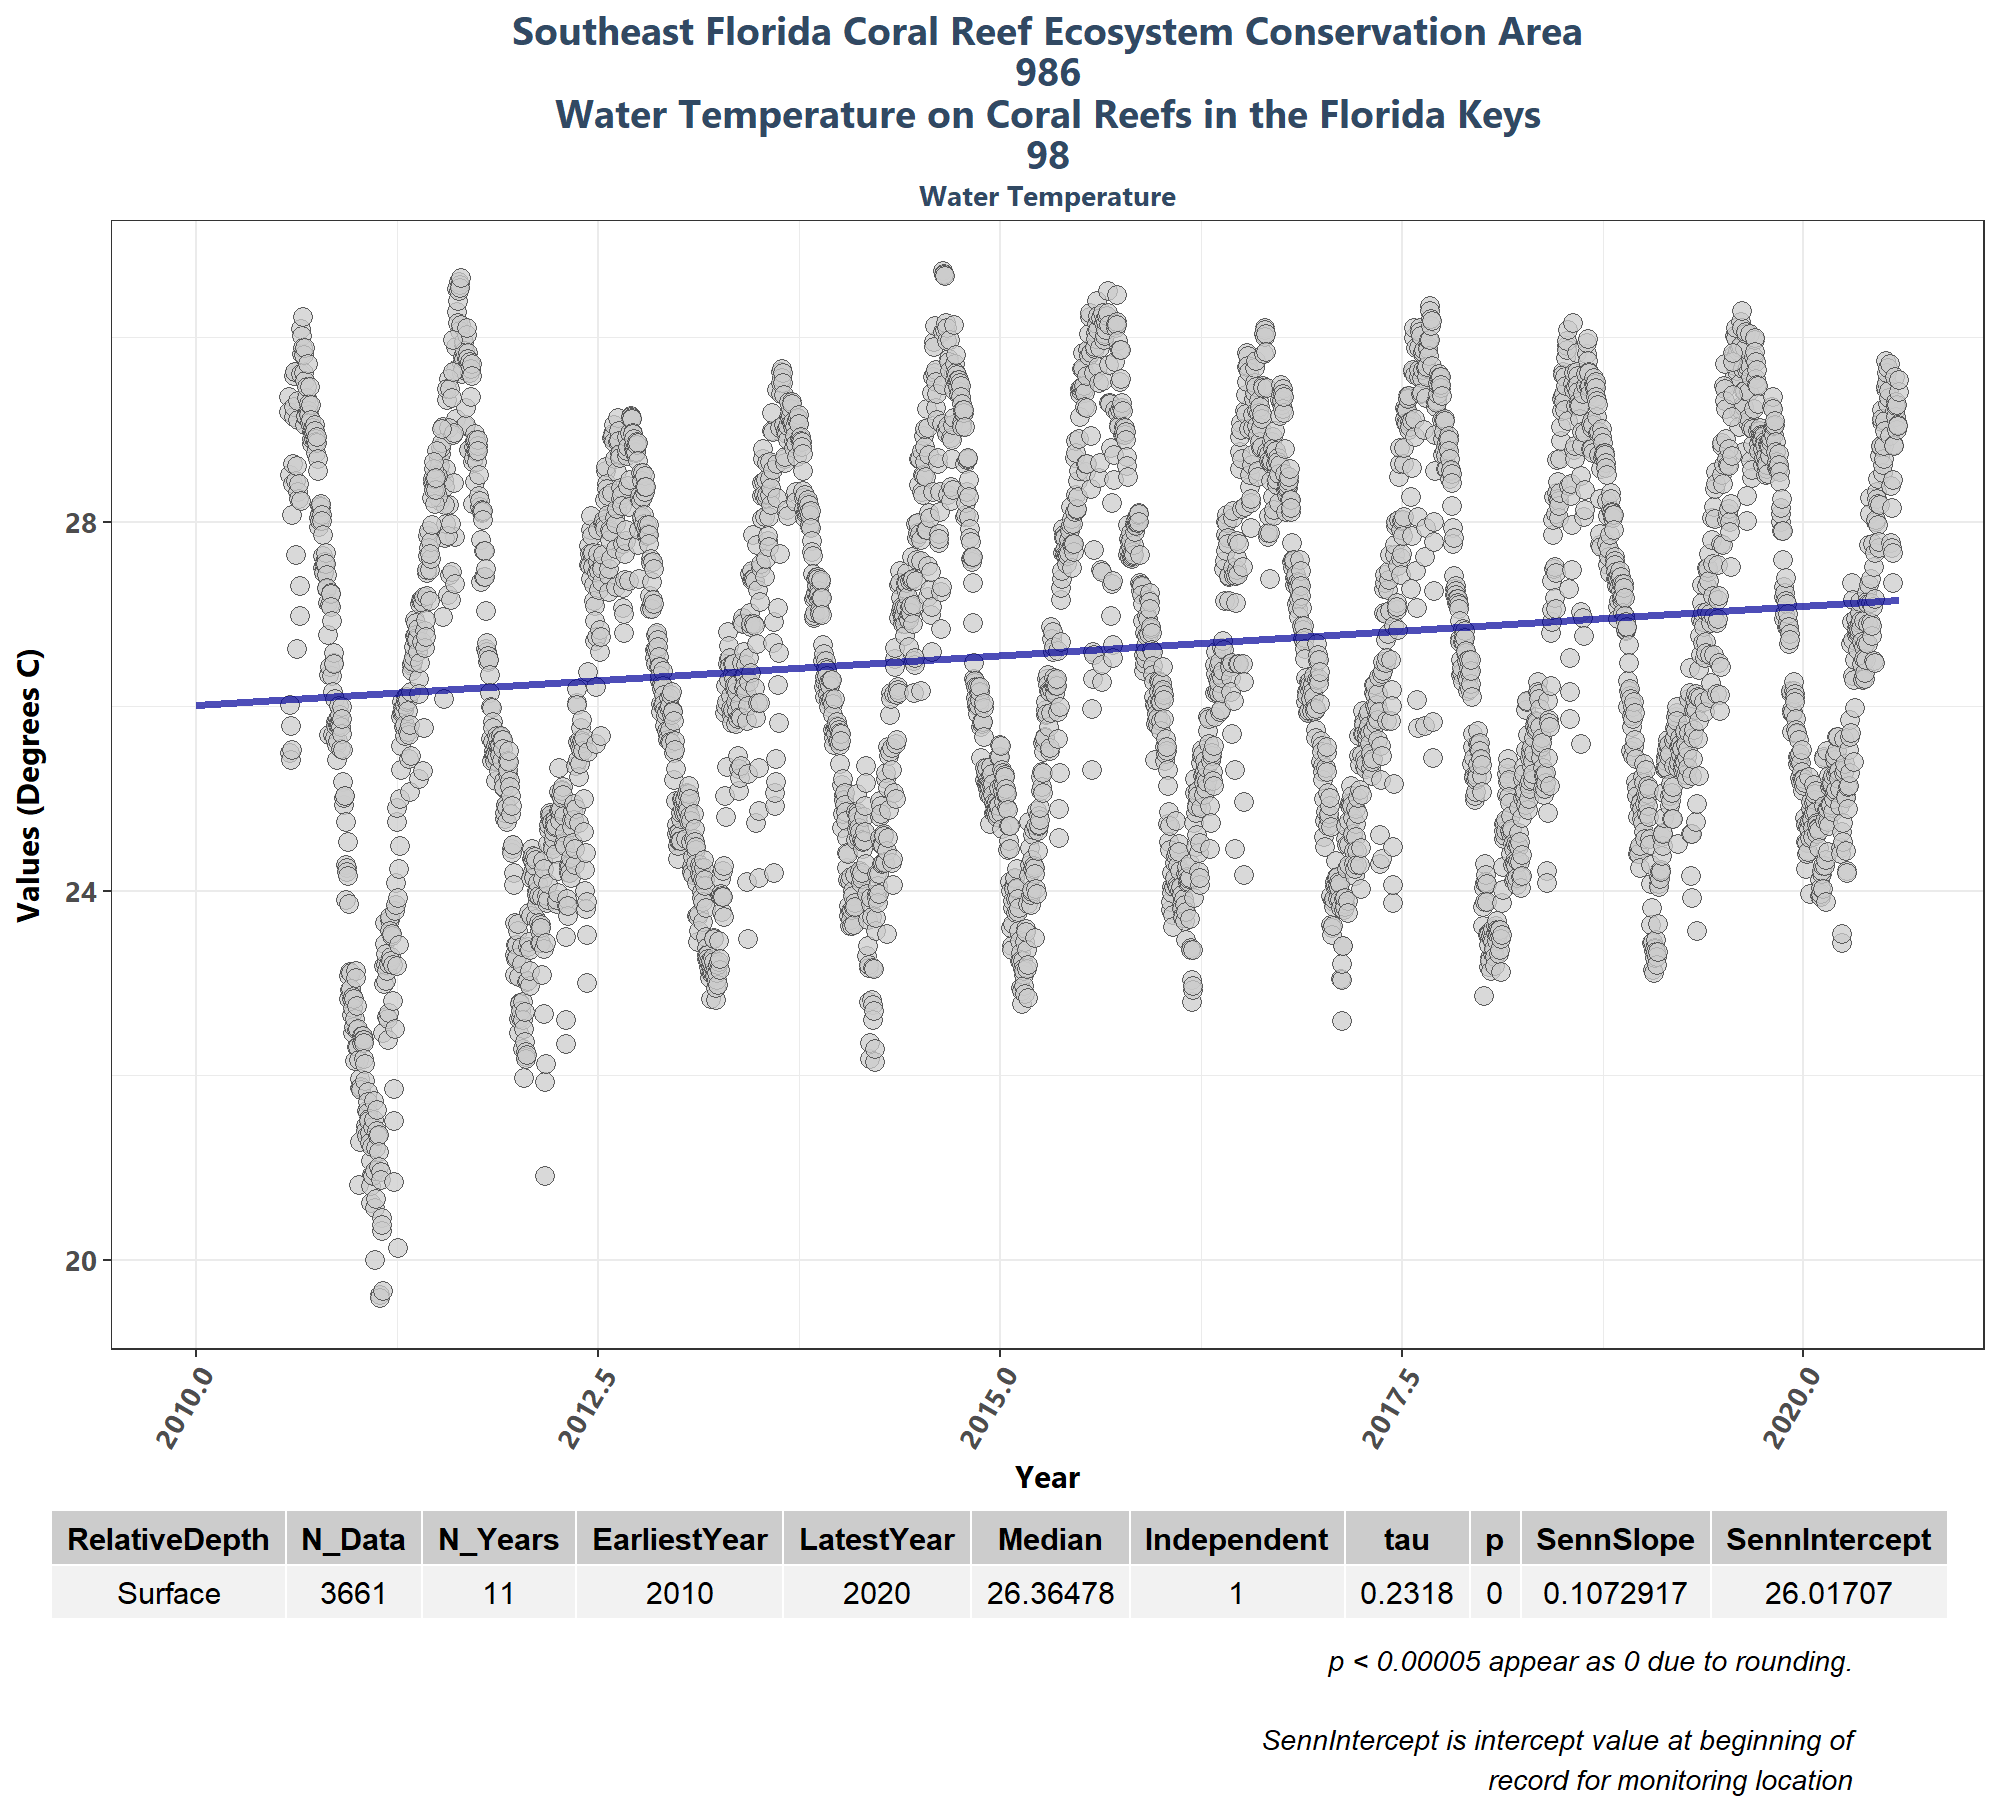 Southeast Florida Coral Reef Ecosystem Conservation Area
986
Water Temperature on Coral Reefs in the Florida Keys
98
Water Temperature
Values (Degrees C)
28
24
20
2010.0
2012.5
2015.0
2017.5
2020.0
Year
RelativeDepth N_Data N_Years EarliestYear LatestYear Median Independent tau p SennSlope SennIntercept
Surface 3661 11 2010 2020 26.36478 1 0.2318 0 0.1072917 26.01707
p < 0.00005 appear as 0 due to rounding.
SennIntercept is intercept value at beginning of
record for monitoring location